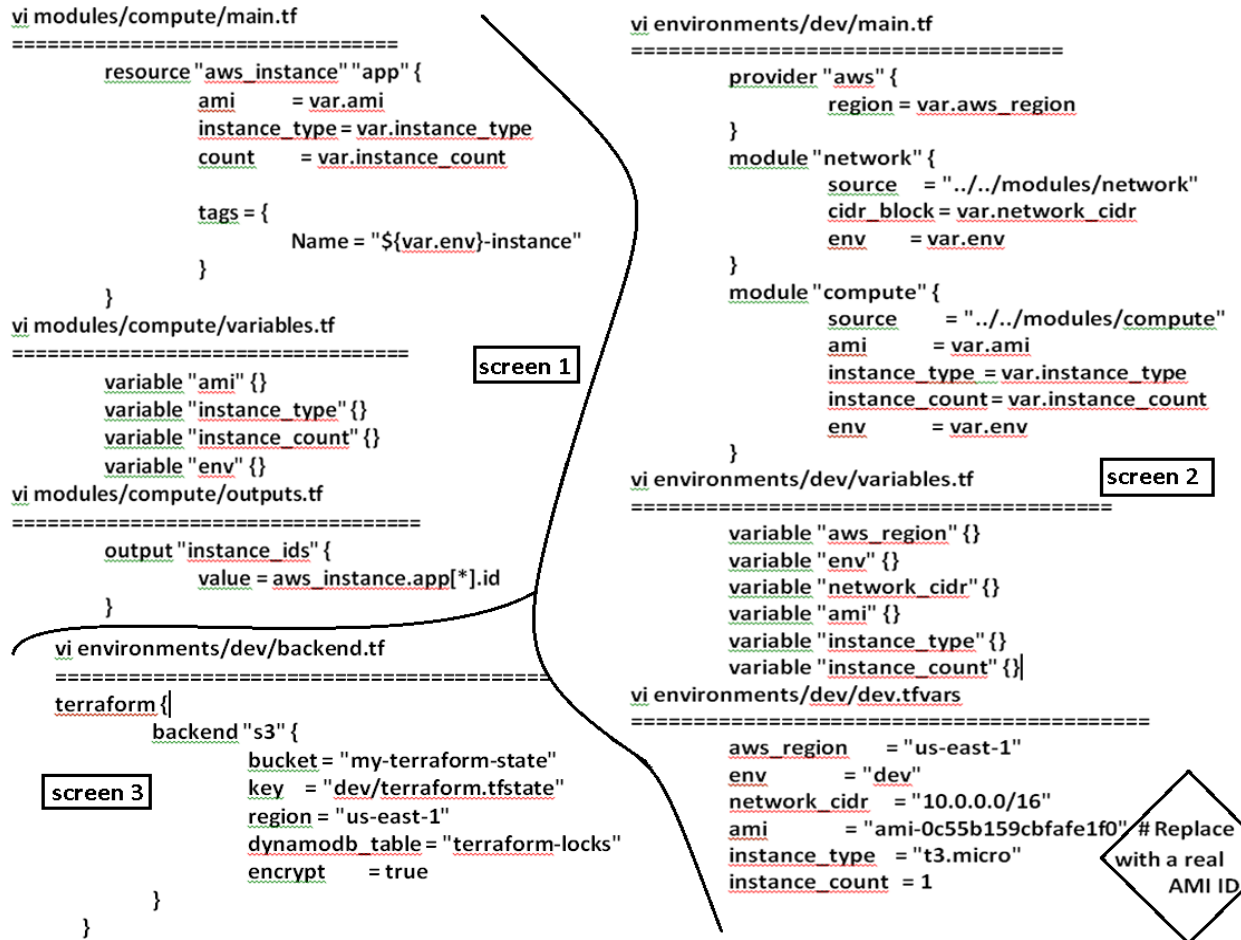 vi modules/compute/main.tf
=================================
resource "aws_instance" "app" {
ami = var.ami
instance_type = var.instance_type
count = var.instance_count
tags = {
Name = "${var.env}-instance"
}
}
vi modules/compute/variables.tf
==================================
variable "ami" {}
variable "instance_type" {}
variable "instance_count" {}
variable "env" {}
vi modules/compute/outputs.tf
===================================
output "instance_ids" {
value = aws_instance.app[*].id
}
screen 1
vi environments/dev/main.tf
=====================================
provider "aws" {
region = var.aws_region
}
module "network" {
source = "../../modules/network"
cidr_block = var.network_cidr
env = var.env
}
module "compute" {
source = "../../modules/compute"
ami = var.ami
instance_type = var.instance_type
instance_count = var.instance_count
env = var.env
}
vi environments/dev/variables.tf
=========================================
variable "aws_region" {}
variable "env" {}
variable "network_cidr" {}
variable "ami" {}
variable "instance_type" {}
variable "instance_count" {}
vi environments/dev/dev.tfvars
============================================
aws_region = "us-east-1"
env = "dev"
network_cidr = "10.0.0.0/16"
ami = "ami-0c55b159cbfafe1f0" # Replace
with a real
AMI ID
instance_type = "t3.micro"
instance_count = 1
screen 2
vi environments/dev/backend.tf
==========================================
terraform {
backend "s3" {
bucket = "my-terraform-state"
key = "dev/terraform.tfstate"
region = "us-east-1"
dynamodb_table = "terraform-locks"
encrypt = true
}
}
screen 3